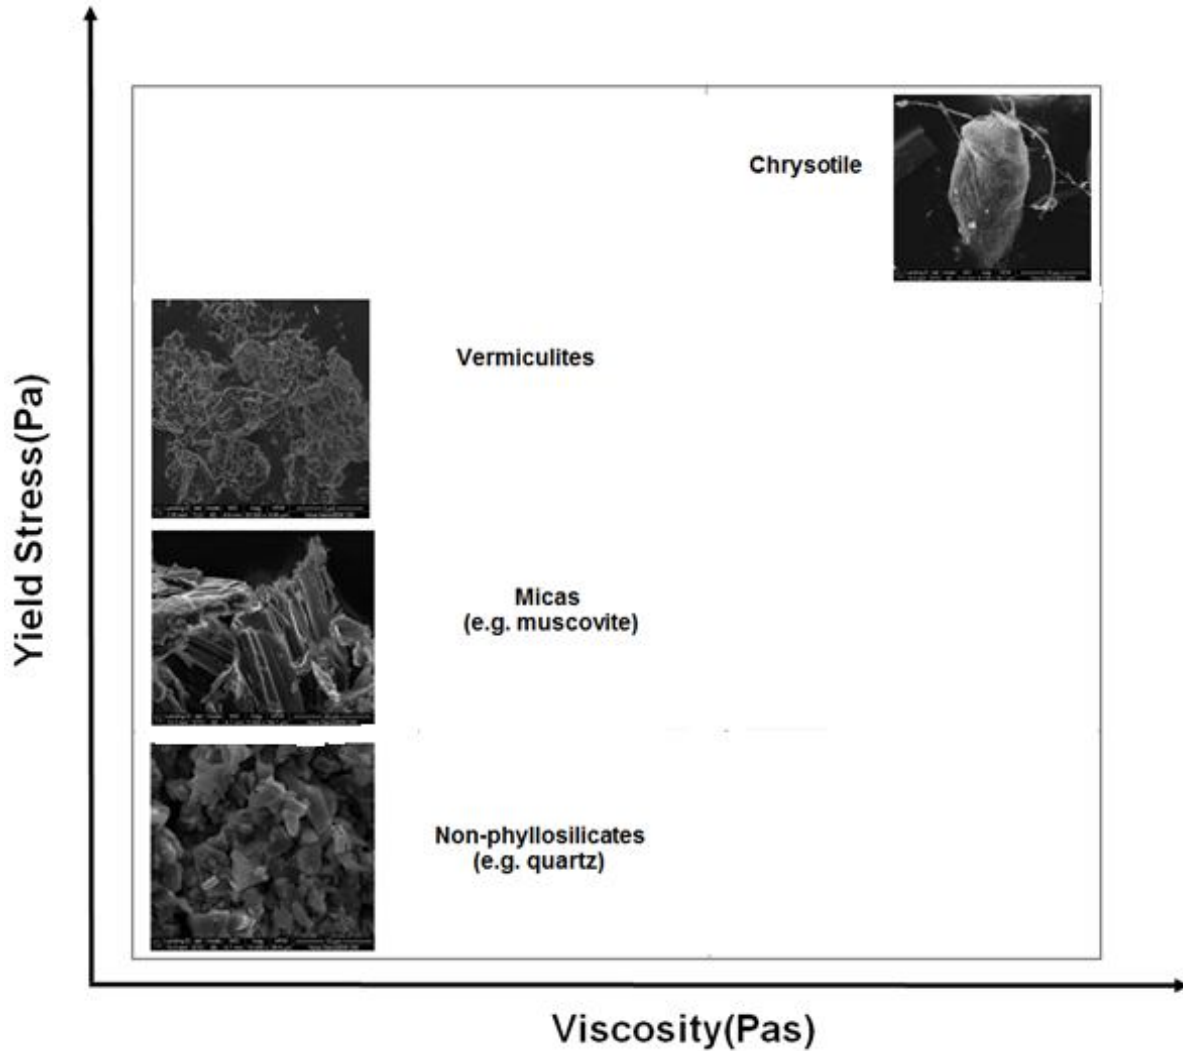 Chrysotile
Vermiculites
Micas
(e.g. muscovite)
Non-phyllosilicates
(e.g. quartz)
Yield Stress(Pa)
Viscosity(Pas)